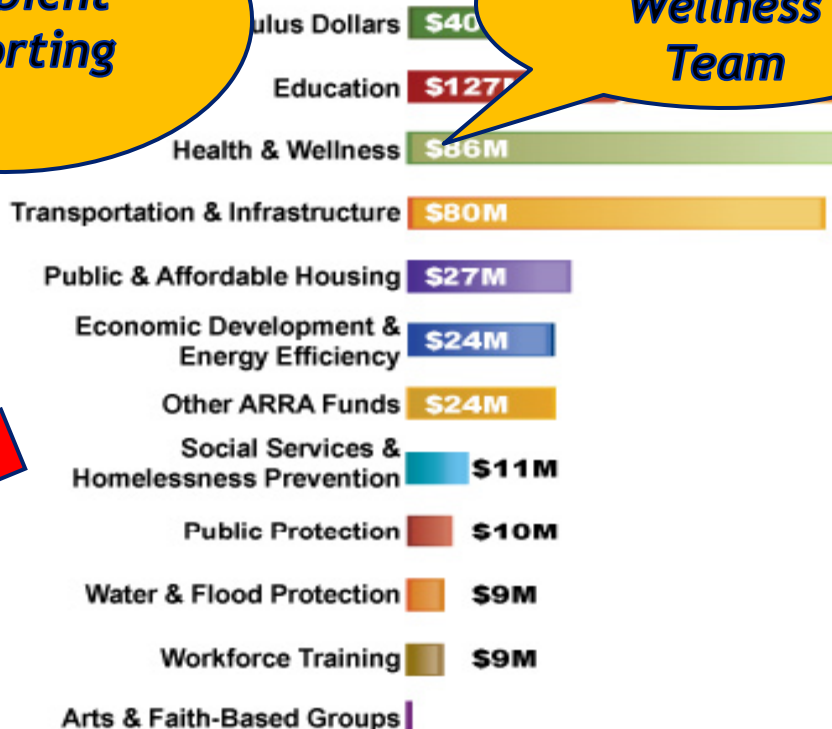 orting
Wellness
Team
Dollars $40
Education $127M
Health & Wellness $86M
Transportation & Infrastructure $80M
Public & Affordable Housing $27M
Economic Development &
Energy Efficiency $24M
Other ARRA Funds $24M
Social Services &
Homelessness Prevention $11M
Public Protection $10M
Water & Flood Protection $9M
Workforce Training $9M
Arts & Faith-Based Groups